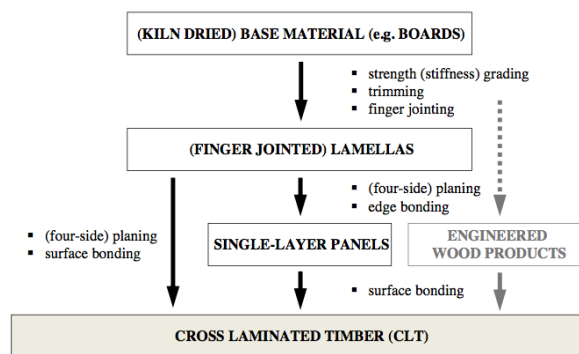 (KILN DRIED) BASE MATERIAL (e.g. BOARDS)
▪ strength (stiffness) grading
▪ trimming
▪ finger jointing
(FINGER JOINTED) LAMELLAS
▪ (four-side) planing
▪ edge bonding
▪ (four-side) planing
▪ surface bonding
SINGLE-LAYER PANELS
ENGINEERED
WOOD PRODUCTS
▪ surface bonding
CROSS LAMINATED TIMBER (CLT)